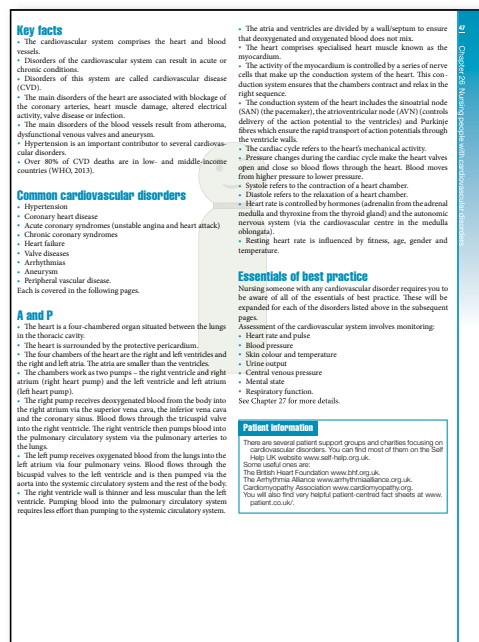 Key facts
• The cardiovascular system comprises the heart and blood
vessels.
• Disorders of the cardiovascular system can result in acute or
chronic conditions.
• Disorders of this system are called cardiovascular disease
(CVD).
• The main disorders of the heart are associated with blockage of
the coronary arteries, heart muscle damage, altered electrical
activity, valve disease or infection.
• The main disorders of the blood vessels result from atheroma,
dysfunctional venous valves and aneurysm.
• Hypertension is an important contributor to several cardiovas-
cular disorders.
• Over 80% of CVD deaths are in low- and middle-income
countries (WHO, 2013).
Common cardiovascular disorders
• Hypertension
• Coronary heart disease
• Acute coronary syndromes (unstable angina and heart attack)
• Chronic coronary syndromes
• Heart failure
• Valve diseases
• Arrhythmias
• Aneurysm
• Peripheral vascular disease.
Each is covered in the following pages.
A and P
• The heart is a four-chambered organ situated between the lungs
in the thoracic cavity.
• The heart is surrounded by the protective pericardium.
• The four chambers of the heart are the right and left ventricles and
the right and left atria. The atria are smaller than the ventricles.
• The chambers work as two pumps – the right ventricle and right
atrium (right heart pump) and the left ventricle and left atrium
(left heart pump).
• The right pump receives deoxygenated blood from the body into
the right atrium via the superior vena cava, the inferior vena cava
and the coronary sinus. Blood flows through the tricuspid valve
into the right ventricle. The right ventricle then pumps blood into
the pulmonary circulatory system via the pulmonary arteries to
the lungs.
• The left pump receives oxygenated blood from the lungs into the
left atrium via four pulmonary veins. Blood flows through the
bicuspid valves to the left ventricle and is then pumped via the
aorta into the systemic circulatory system and the rest of the body.
• The right ventricle wall is thinner and less muscular than the left
ventricle. Pumping blood into the pulmonary circulatory system
requires less effort than pumping to the systemic circulatory system.
• The atria and ventricles are divided by a wall/septum to ensure
that deoxygenated and oxygenated blood does not mix.
• The heart comprises specialised heart muscle known as the
myocardium.
• The activity of the myocardium is controlled by a series of nerve
cells that make up the conduction system of the heart. This con-
duction system ensures that the chambers contract and relax in the
right sequence.
• The conduction system of the heart includes the sinoatrial node
(SAN) (the pacemaker), the atrioventricular node (AVN) (controls
delivery of the action potential to the ventricles) and Purkinje
fibres which ensure the rapid transport of action potentials through
the ventricle walls.
• The cardiac cycle refers to the heart's mechanical activity.
• Pressure changes during the cardiac cycle make the heart valves
open and close so blood flows through the heart. Blood moves
from higher pressure to lower pressure.
• Systole refers to the contraction of a heart chamber.
• Diastole refers to the relaxation of a heart chamber.
• Heart rate is controlled by hormones (adrenalin from the adrenal
medulla and thyroxine from the thyroid gland) and the autonomic
nervous system (via the cardiovascular centre in the medulla
oblongata).
• Resting heart rate is influenced by fitness, age, gender and
temperature.
Essentials of best practice
Nursing someone with any cardiovascular disorder requires you to
be aware of all of the essentials of best practice. These will be
expanded for each of the disorders listed above in the subsequent
pages.
Assessment of the cardiovascular system involves monitoring:
• Heart rate and pulse
• Blood pressure
• Skin colour and temperature
• Urine output
• Central venous pressure
• Mental state
• Respiratory function.
See Chapter 27 for more details.
Patient information
There are several patient support groups and charities focusing on
cardiovascular disorders. You can find most of them on the Self
Help UK website www.self-help.org.uk.
Some useful ones are:
The British Heart Foundation www.bhf.org.uk.
The Arrhythmia Alliance www.arrhythmiaalliance.org.uk.
Cardiomyopathy Association www.cardiomyopathy.org.
You will also find very helpful patient-centred fact sheets at www.
patient.co.uk/.
Chapter 26: Nursing people with cardiovascular disorders